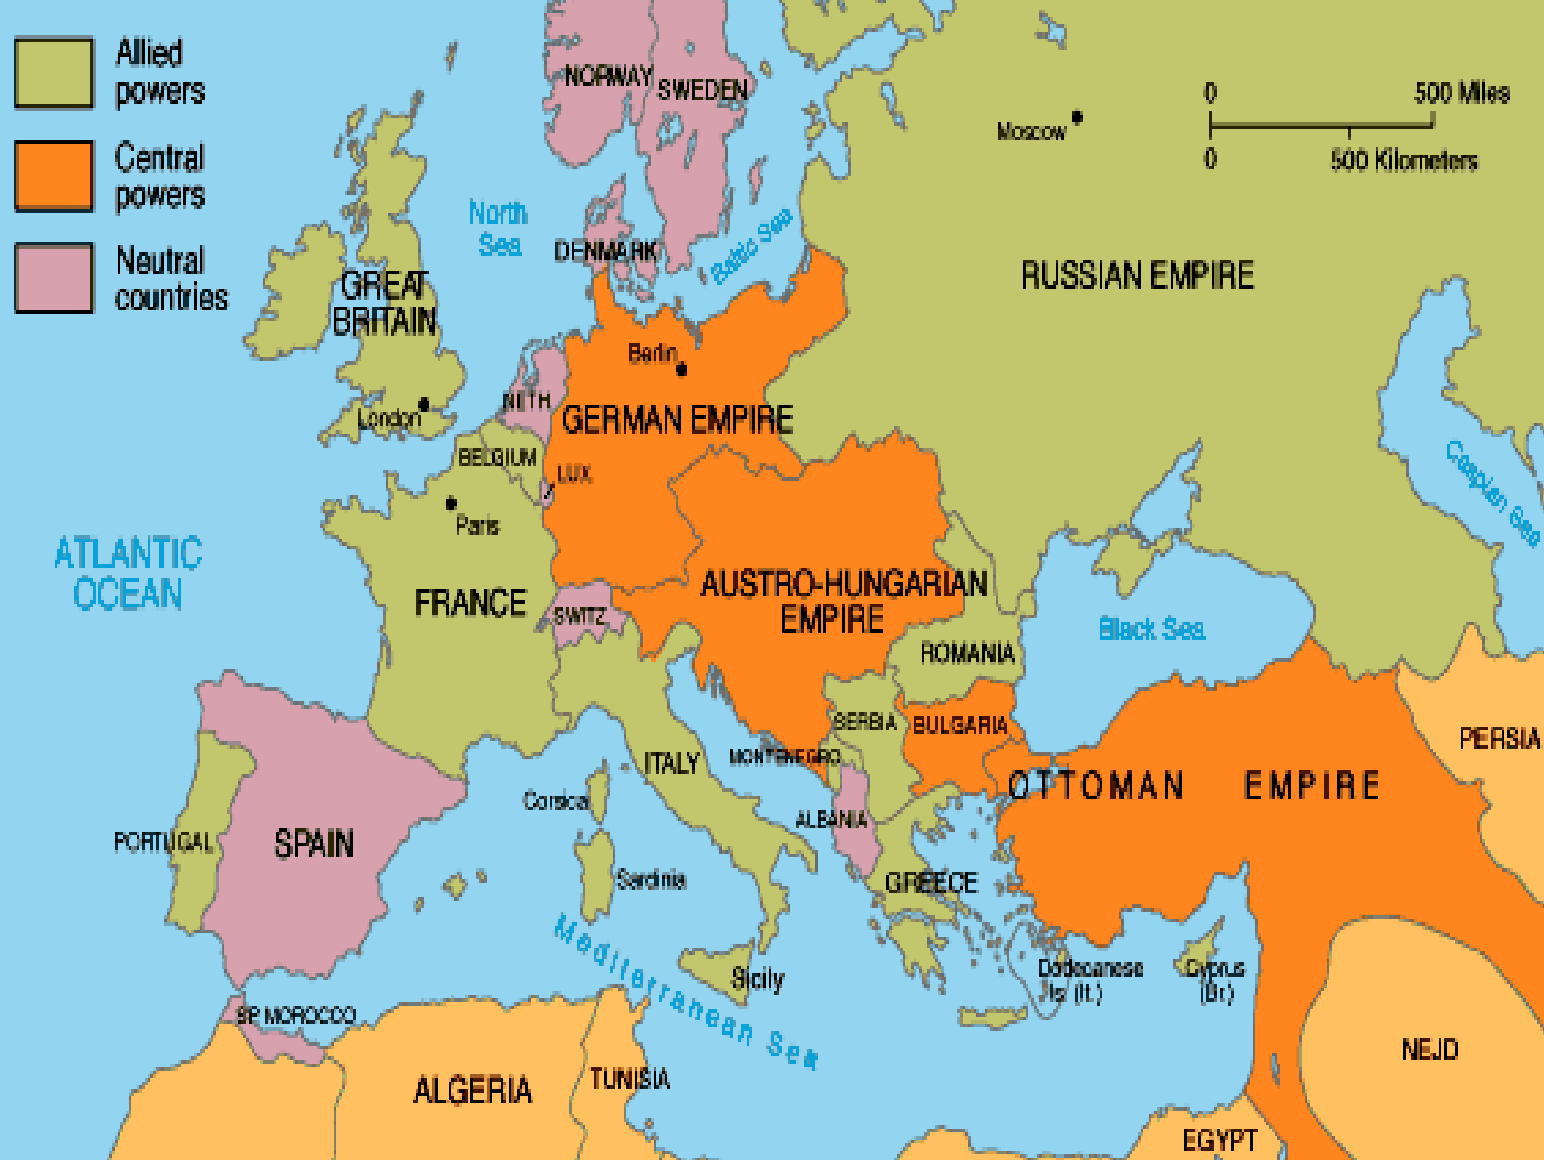 Allied
powers
Central
powers
Neutral
countries
NORWAY
SWEDEN
0
500 Miles
0
500 Kilometers
Moscow
North
Sea
DENMARK
Baltic Sea
RUSSIAN EMPIRE
GREAT
BRITAIN
Berlin
London
NETH
GERMAN EMPIRE
BELGIUM
LUX
Paris
Caspian Sea
ATLANTIC
OCEAN
FRANCE
SWITZ
AUSTRO-HUNGARIAN
EMPIRE
Black Sea
ROMANIA
SERBIA
BULGARIA
PERSIA
MONTENEGRO
ITALY
OTTOMAN EMPIRE
Corsica
ALBANIA
PORTUGAL
SPAIN
Sardinia
GREECE
Mediterranean Sea
Sicily
Dodecanese
Is. (It.)
Cyprus
(Br.)
SP. MOROCCO
ALGERIA
TUNISIA
NEJD
EGYPT